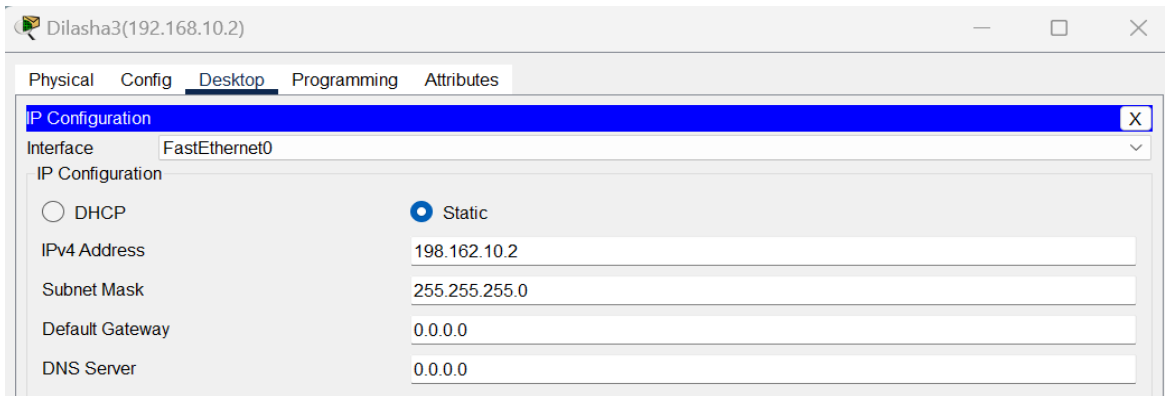 Dilasha3(192.168.10.2)
Physical Config Desktop Programming Attributes
IP Configuration X
Interface FastEthernet0
IP Configuration
DHCP Static
IPv4 Address 198.162.10.2
Subnet Mask 255.255.255.0
Default Gateway 0.0.0.0
DNS Server 0.0.0.0